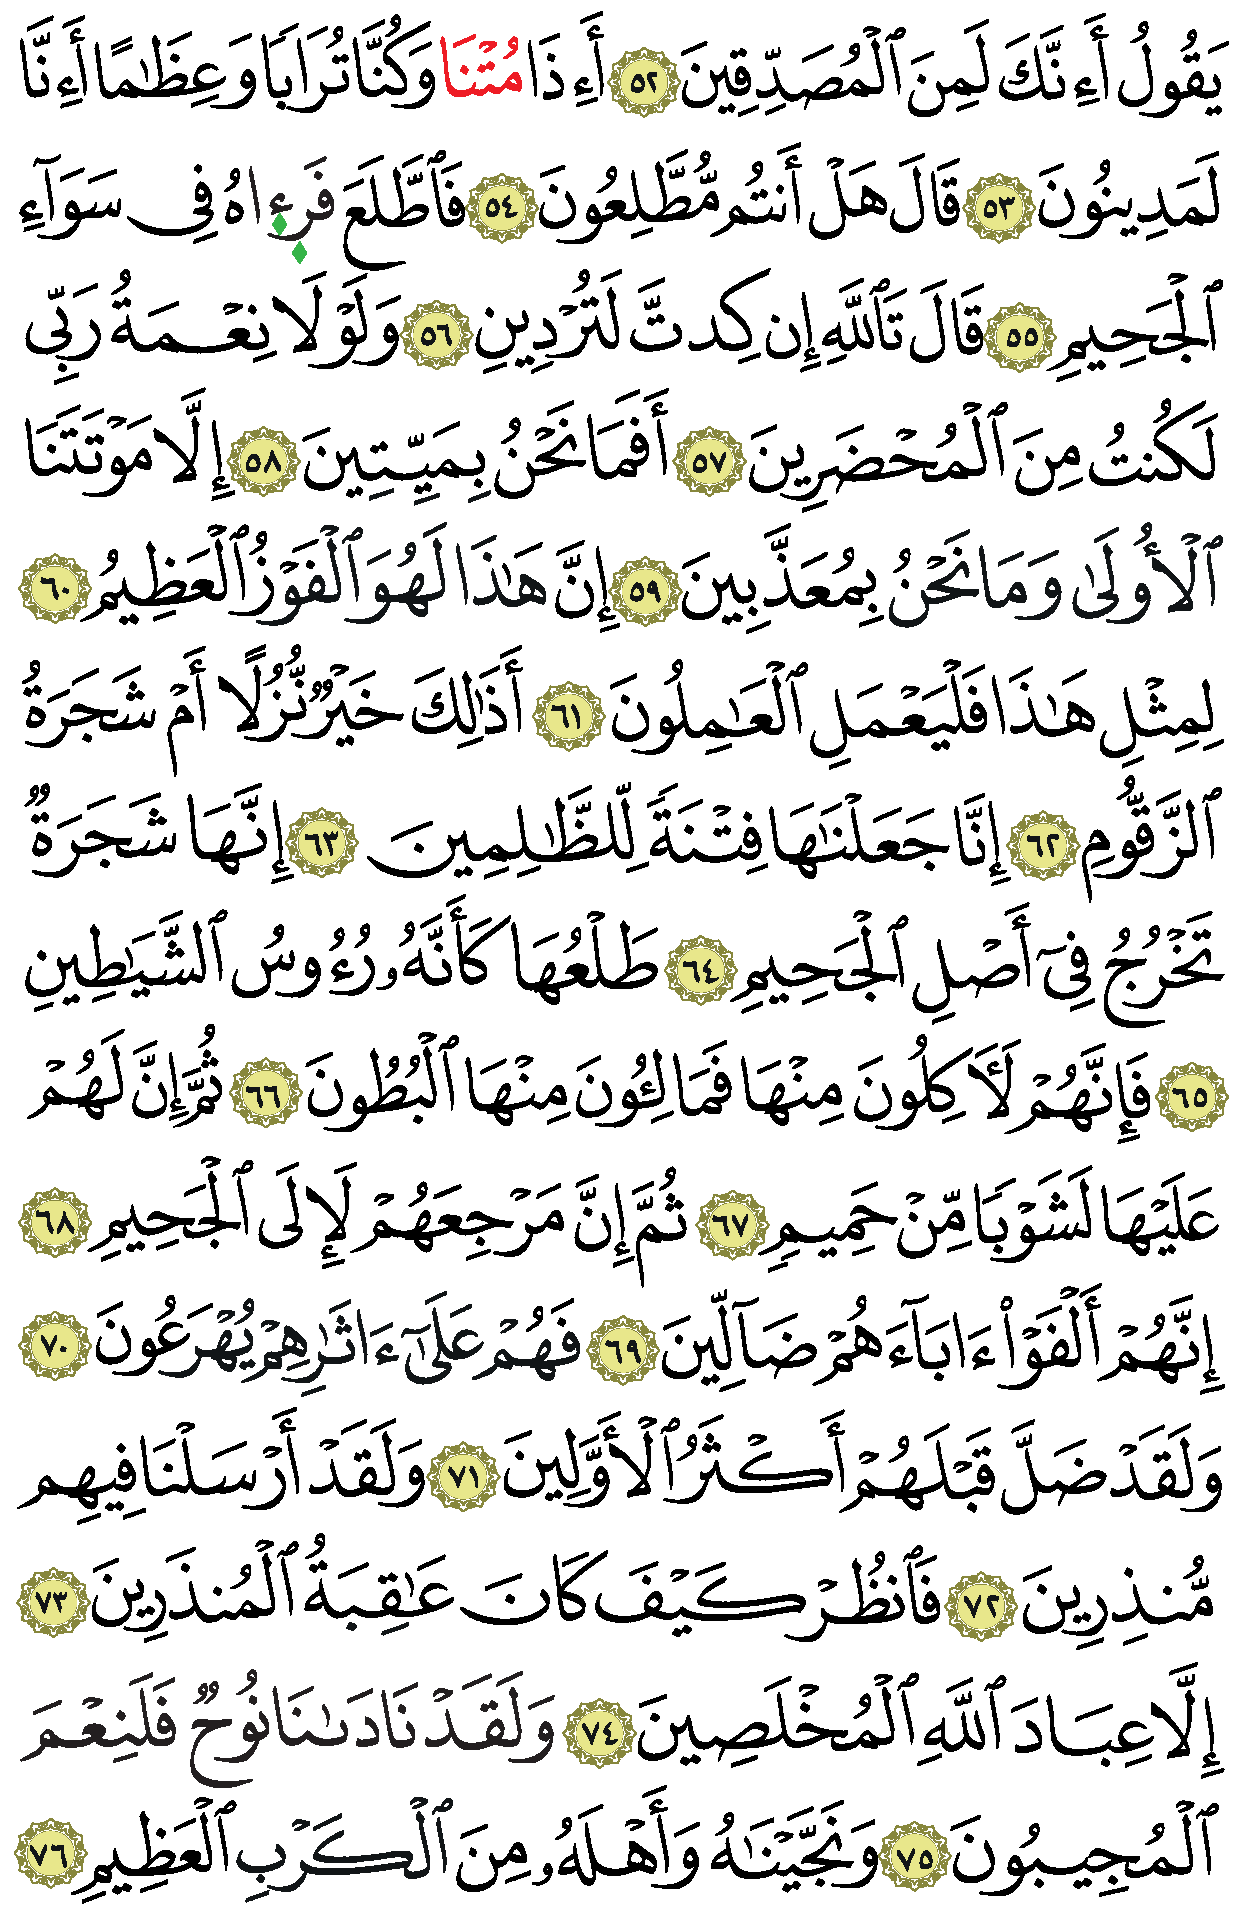 يَقُولُ أَءِنَّكَ لَمِنَ ٱلْمُصَدِّقِينَ ٥٢ أَءِذَا مُتْنَا وَكُنَّا تُرَابًا وَعِظَٰمًا أَءِنَّا
لَمَدِينُونَ ٥٣ قَالَ هَلْ أَنتُم مُّطَّلِعُونَ ٥٤ فَٱطَّلَعَ فَرَءَاهُ فِى سَوَآءِ
ٱلْجَحِيمِ ٥٥ قَالَ تَٱللَّهِ إِن كِدتَّ لَتُرْدِينِ ٥٦ وَلَوْلَا نِعْمَةُ رَبِّى
لَكُنتُ مِنَ ٱلْمُحْضَرِينَ ٥٧ أَفَمَا نَحْنُ بِمَيِّتِينَ ٥٨ إِلَّا مَوْتَتَنَا
ٱلْأُولَىٰ وَمَا نَحْنُ بِمُعَذَّبِينَ ٥٩ إِنَّ هَٰذَا لَهُوَ ٱلْفَوْزُ ٱلْعَظِيمُ ٦٠
لِمِثْلِ هَٰذَا فَلْيَعْمَلِ ٱلْعَٰمِلُونَ ٦١ أَذَٰلِكَ خَيْرٌ نُّزُلًا أَمْ شَجَرَةُ
ٱلزَّقُّومِ ٦٢ إِنَّا جَعَلْنَٰهَا فِتْنَةً لِّلظَّٰلِمِينَ ٦٣ إِنَّهَا شَجَرَةٌ
تَخْرُجُ فِىٓ أَصْلِ ٱلْجَحِيمِ ٦٤ طَلْعُهَا كَأَنَّهُۥ رُءُوسُ ٱلشَّيَٰطِينِ
٦٥ فَإِنَّهُمْ لَأَكِلُونَ مِنْهَا فَمَالِـُٔونَ مِنْهَا ٱلْبُطُونَ ٦٦ ثُمَّ إِنَّ لَهُمْ
عَلَيْهَا لَشَوْبًا مِّنْ حَمِيمٍ ٦٧ ثُمَّ إِنَّ مَرْجِعَهُمْ لَإِلَى ٱلْجَحِيمِ ٦٨
إِنَّهُمْ أَلْفَوْا۟ ءَابَآءَهُمْ ضَآلِّينَ ٦٩ فَهُمْ عَلَىٰٓ ءَاثَٰرِهِمْ يُهْرَعُونَ ٧٠
وَلَقَدْ ضَلَّ قَبْلَهُمْ أَكْثَرُ ٱلْأَوَّلِينَ ٧١ وَلَقَدْ أَرْسَلْنَا فِيهِم
مُّنذِرِينَ ٧٢ فَٱنظُرْ كَيْفَ كَانَ عَٰقِبَةُ ٱلْمُنذَرِينَ ٧٣
إِلَّا عِبَادَ ٱللَّهِ ٱلْمُخْلَصِينَ ٧٤ وَلَقَدْ نَادَىٰنَا نُوحٌ فَلَنِعْمَ
ٱلْمُجِيبُونَ ٧٥ وَنَجَّيْنَٰهُ وَأَهْلَهُۥ مِنَ ٱلْكَرْبِ ٱلْعَظِيمِ ٧٦